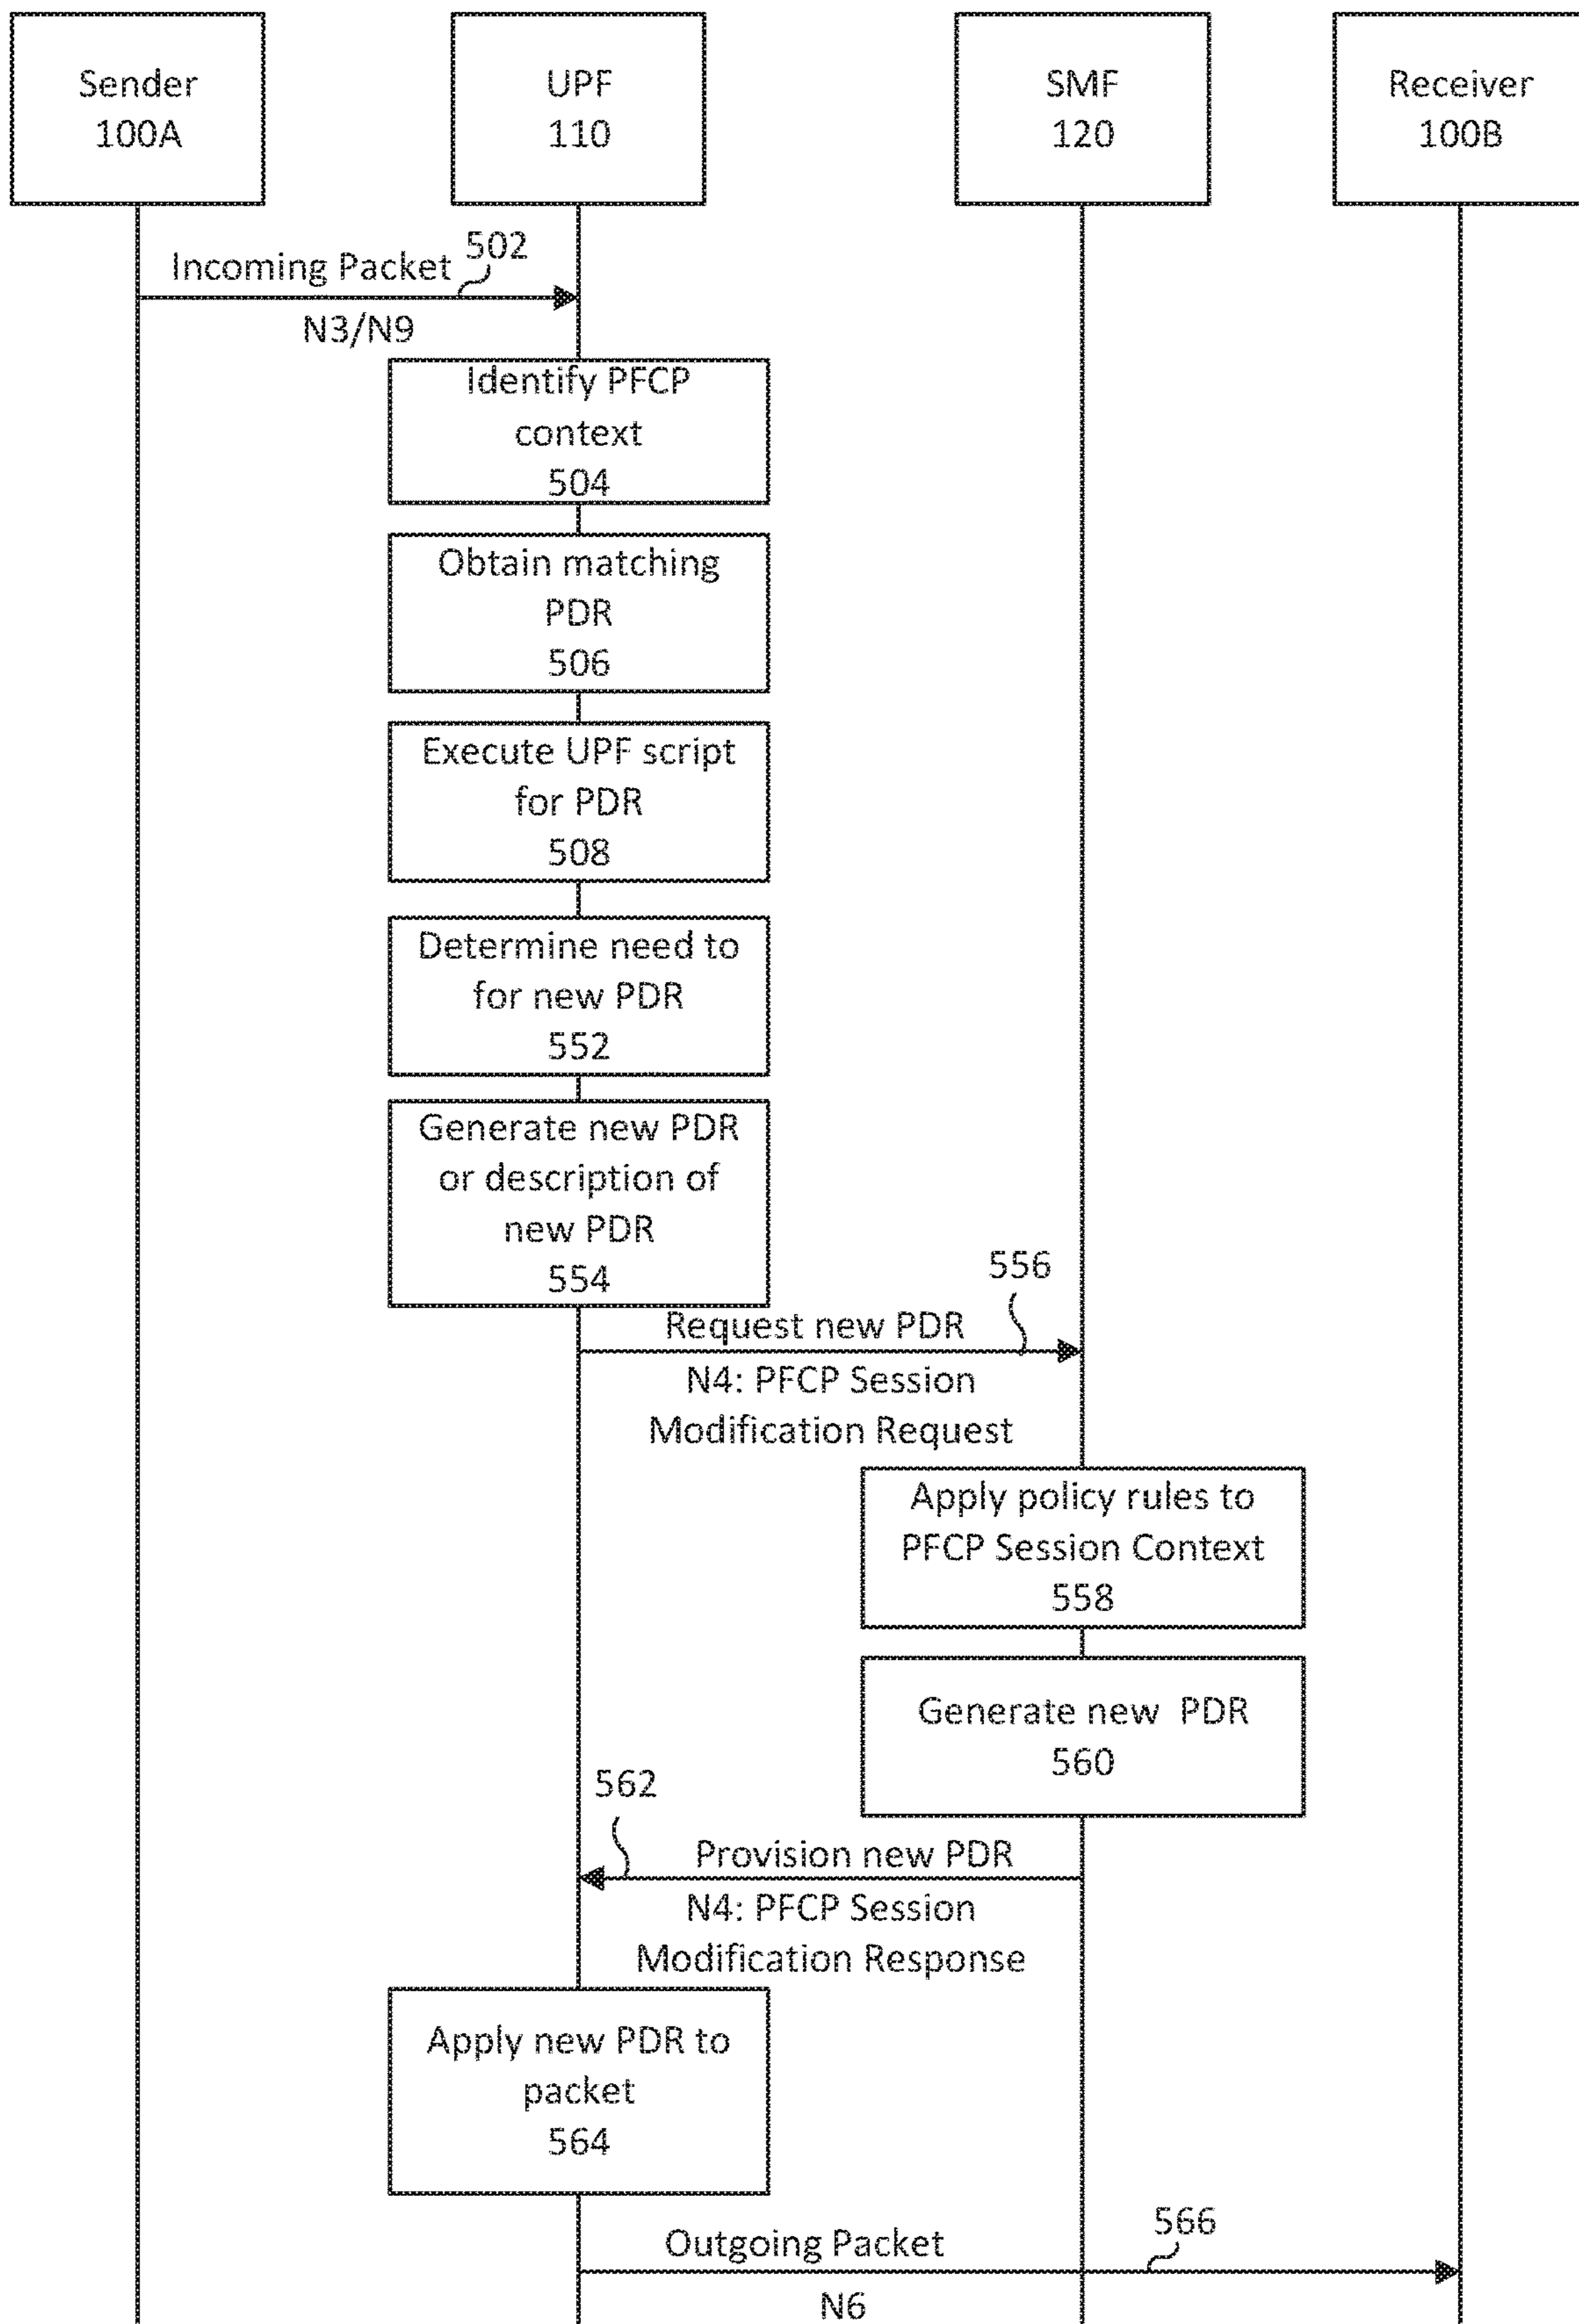 Sender
100A
UPF
110
SMF
120
Receiver
100B
502
Incoming Packet
N3/N9
Identify PFCP
context
504
Obtain matching
PDR
506
Execute UPF script
for PDR
508
Determine need to
for new PDR
552
Generate new PDR
or description of
new PDR
554
556
Request new PDR
N4: PFCP Session
Modification Request
Apply policy rules to
PFCP Session Context
558
Generate new PDR
560
562
Provision new PDR
N4: PFCP Session
Modification Response
Apply new PDR to
packet
564
566
Outgoing Packet
N6